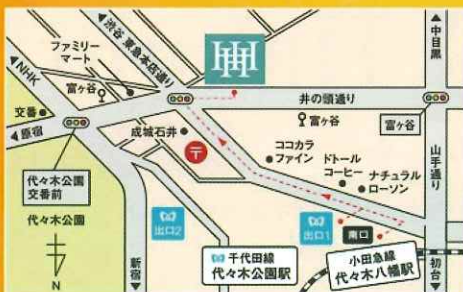 渋谷 東急本店通り
ファミリー
マート
NHK
富ヶ谷
交番
原宿
HH
井の頭通り
中目黒
富ヶ谷
富ヶ谷
成城石井
〒
ココカラ
ファイン
ドトール
コーヒー
ナチュラル
ローソン
山手通り
代々木公園
交番前
代々木公園
N
新宿
出口2
千代田線
代々木公園駅
出口1
南口
小田急線
代々木八幡駅
初台